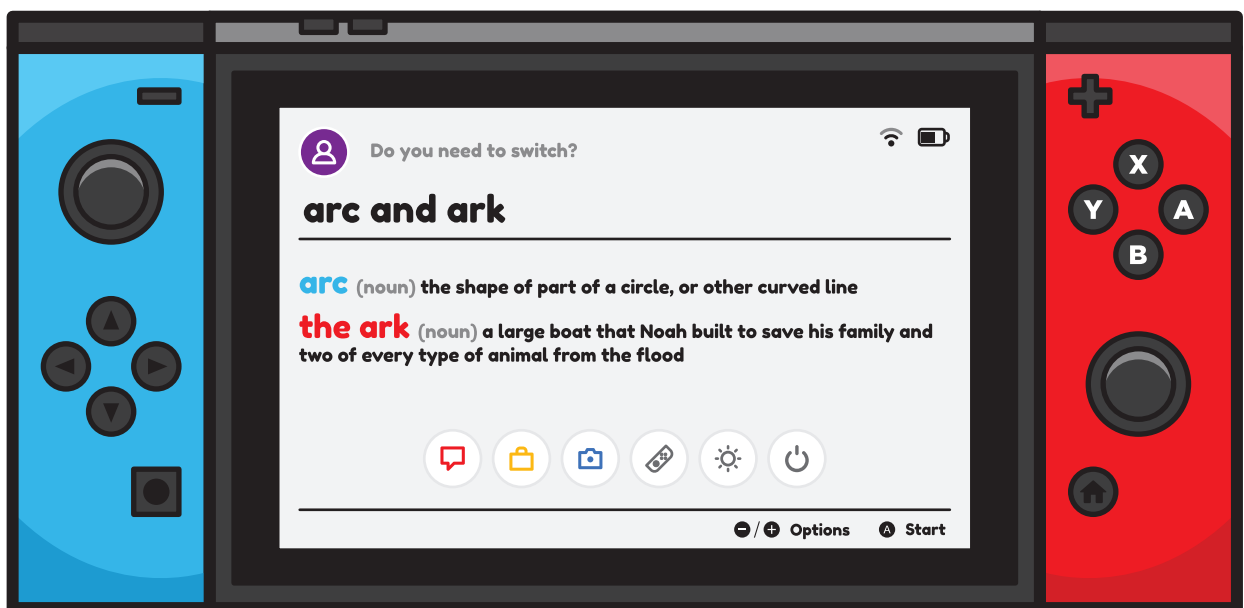 Do you need to switch?
arc and ark
X
Y
A
B
arc (noun) the shape of part of a circle, or other curved line
the ark (noun) a large boat that Noah built to save his family and
two of every type of animal from the flood
/ Options A Start